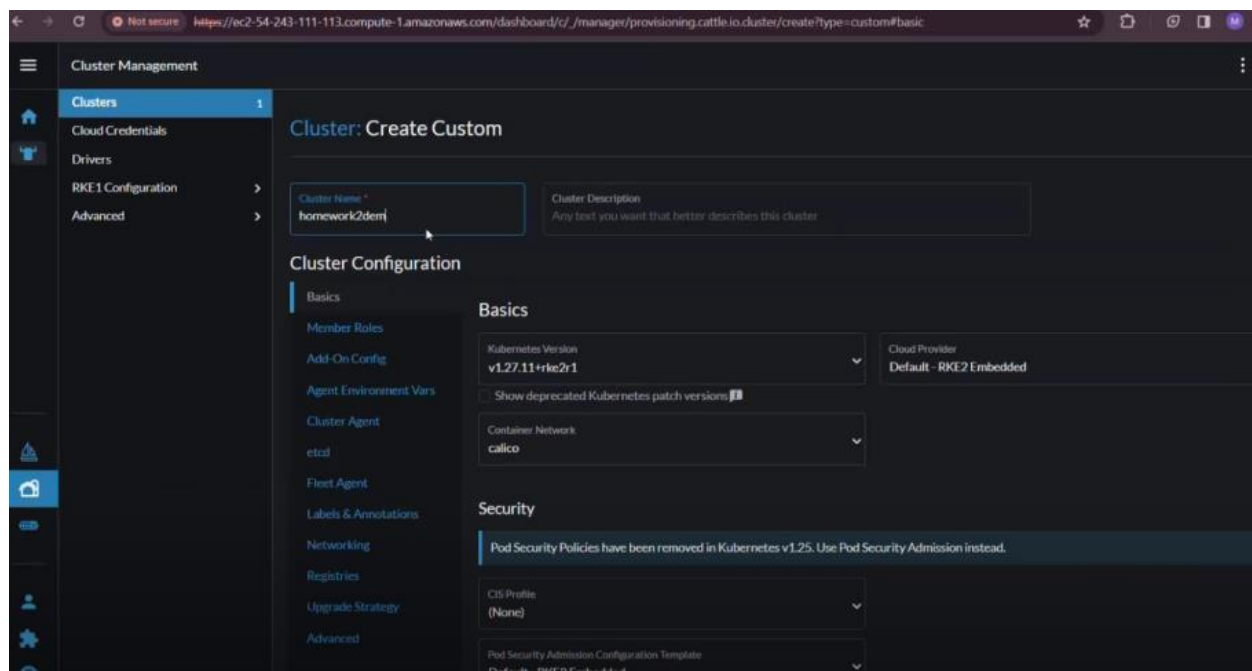 Not secure https://ec2-54-243-111-113.compute-1.amazonaws.com/dashboard/c/_/manager/provisioning.cattle.io.cluster/create?type=custom#basic
M
Cluster Management
Clusters 1
Cloud Credentials
Drivers
RKE1 Configuration
Advanced
Cluster: Create Custom
Cluster Name *
homework2dem
Cluster Description
Any text you want that better describes this cluster
Cluster Configuration
Basics
Member Roles
Add-On Config
Agent Environment Vars
Cluster Agent
etcd
Fleet Agent
Labels & Annotations
Networking
Registries
Upgrade Strategy
Advanced
Basics
Kubernetes Version
v1.27.11+rke2r1
Cloud Provider
Default - RKE2 Embedded
Show deprecated Kubernetes patch versions
Container Network
calico
Security
Pod Security Policies have been removed in Kubernetes v1.25. Use Pod Security Admission instead.
CIS Profile
(None)
Pod Security Admission Configuration Template
Default - RKE2 Embedded